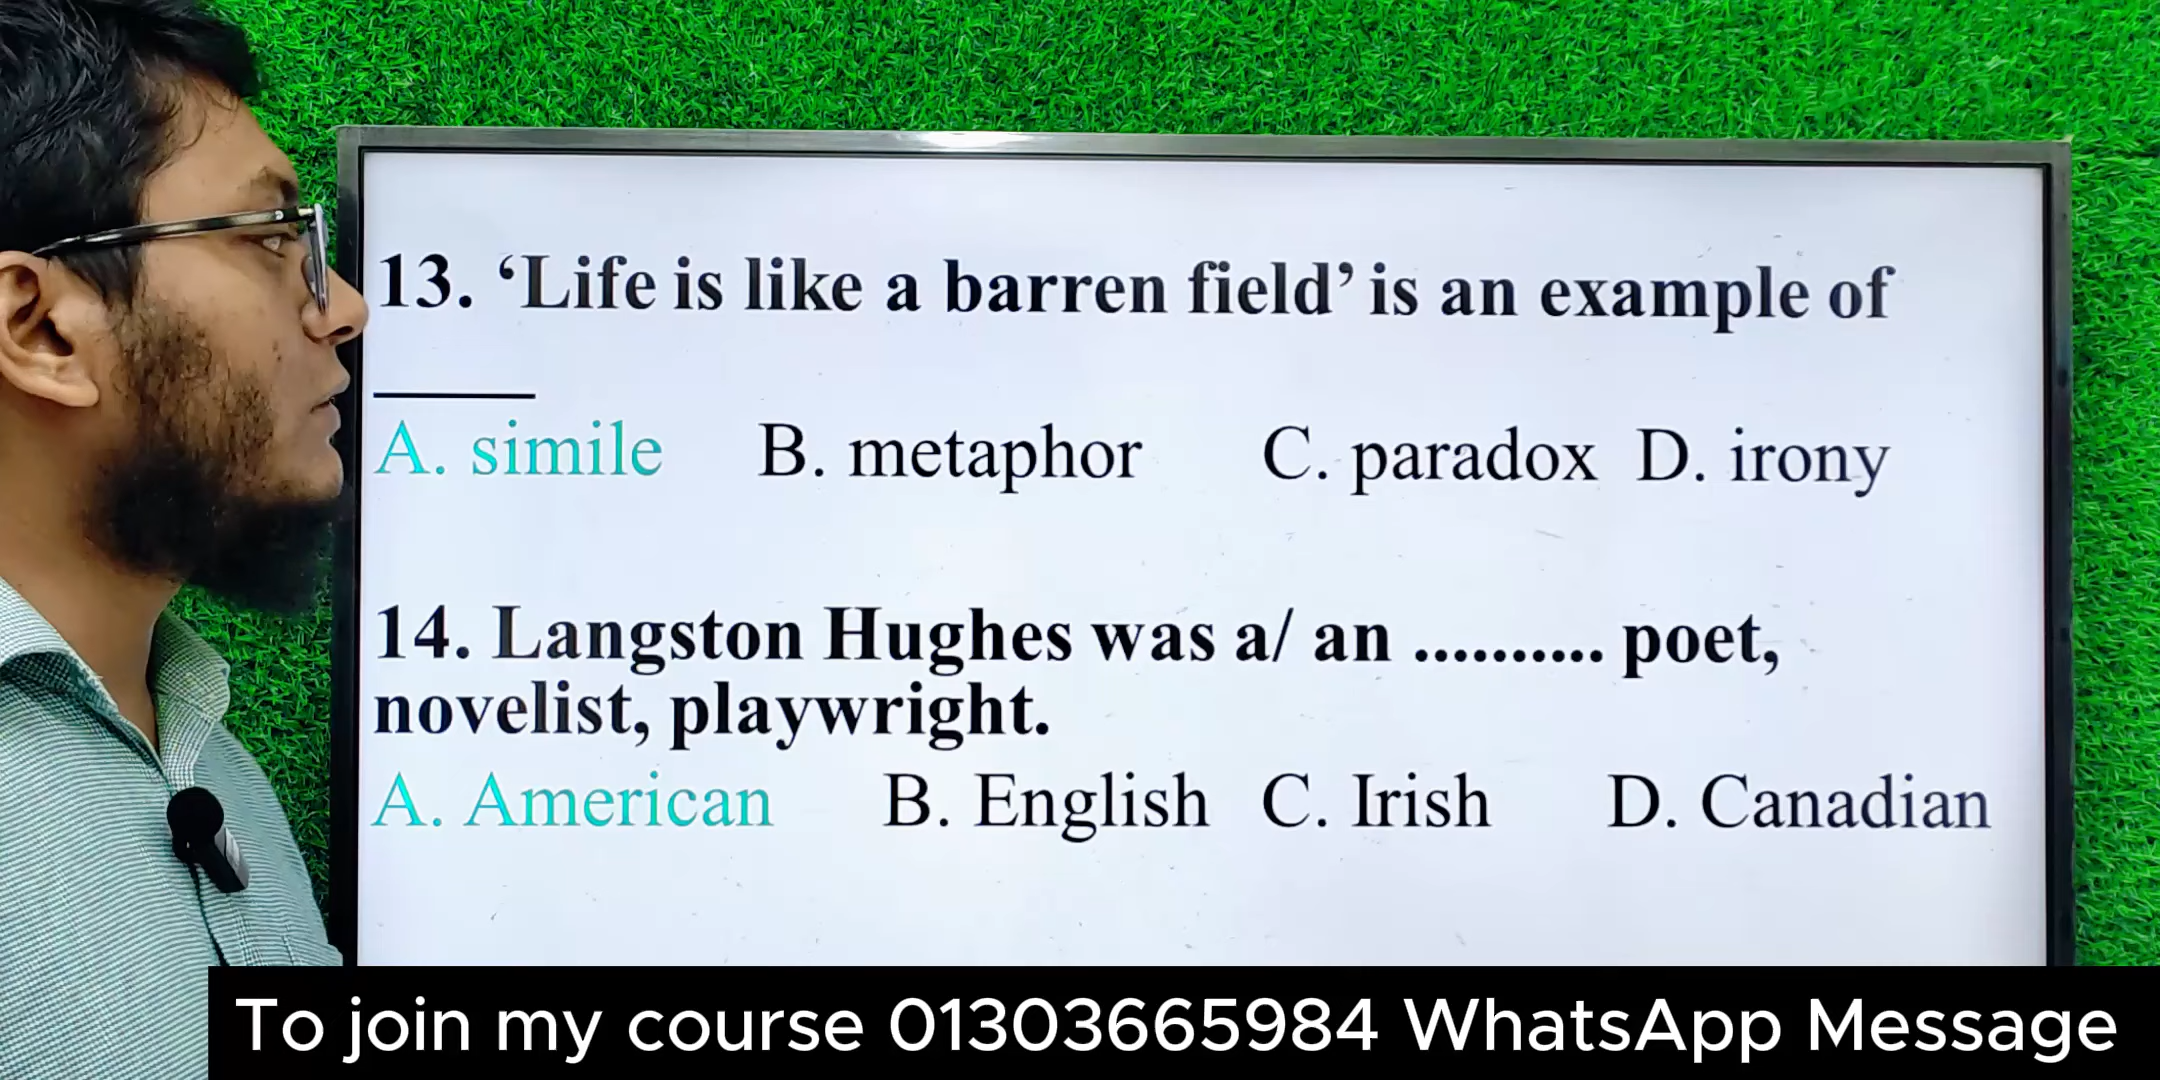 13. ‘Life is like a barren field’ is an example of
_____
A. simile B. metaphor C. paradox D. irony
14. Langston Hughes was a/ an .......... poet,
novelist, playwright.
A. American B. English C. Irish D. Canadian
To join my course 01303665984 WhatsApp Message